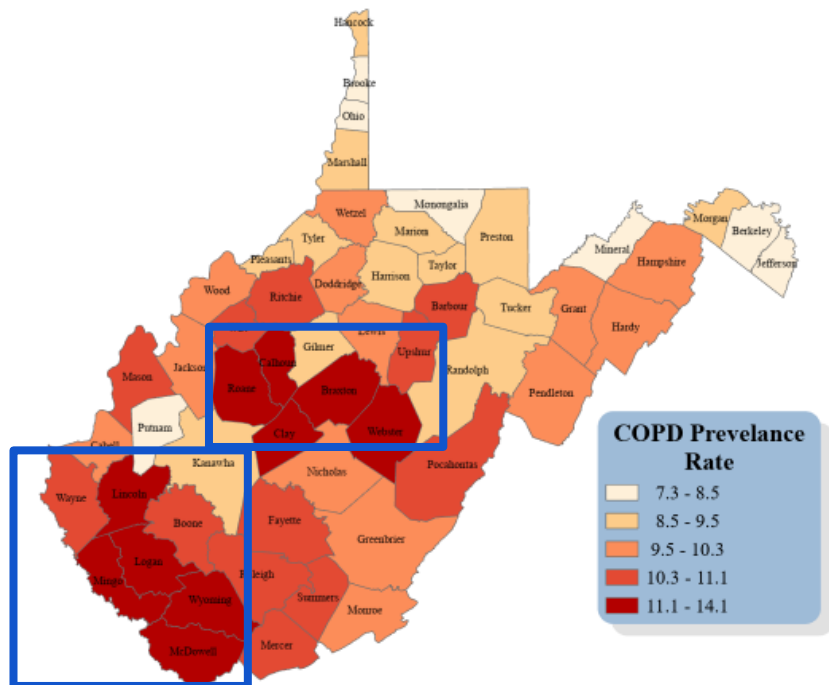 Hancock
Brooke
Ohio
Marshall
Wetzel
Monongalia
Marion
Preston
Tyler
Pleasants
Taylor
Harrison
Doddridge
Wood
Ritchie
Barbour
Tucker
Mineral
Morgan
Berkeley
Jefferson
Hampshire
Grant
Hardy
Lewis
Gilmer
Calhoun
Upshur
Randolph
Pendleton
Jackson
Roane
Braxton
Mason
Putnam
Clay
Webster
Cabell
Kanawha
Nicholas
Pocahontas
Wayne
Lincoln
Boone
Fayette
Greenbrier
Logan
Mingo
Raleigh
Wyoming
Summers
Monroe
McDowell
Mercer
COPD Prevelance
Rate
7.3 - 8.5
8.5 - 9.5
9.5 - 10.3
10.3 - 11.1
11.1 - 14.1